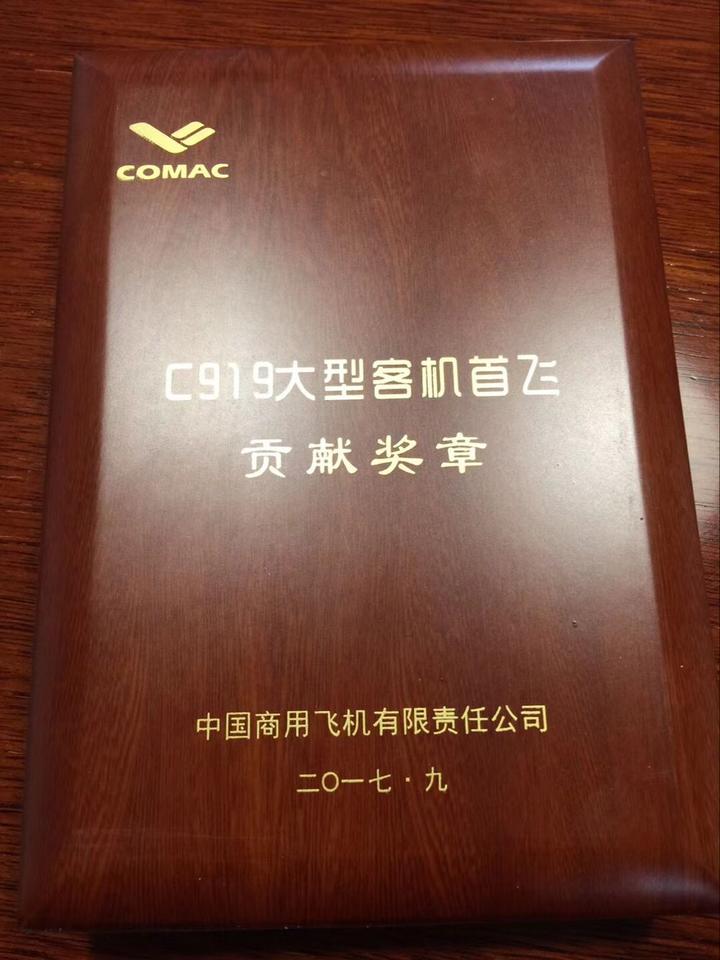 COMAC
C919大型客机首飞
贡献奖章
中国商用飞机有限责任公司
二〇一七·九